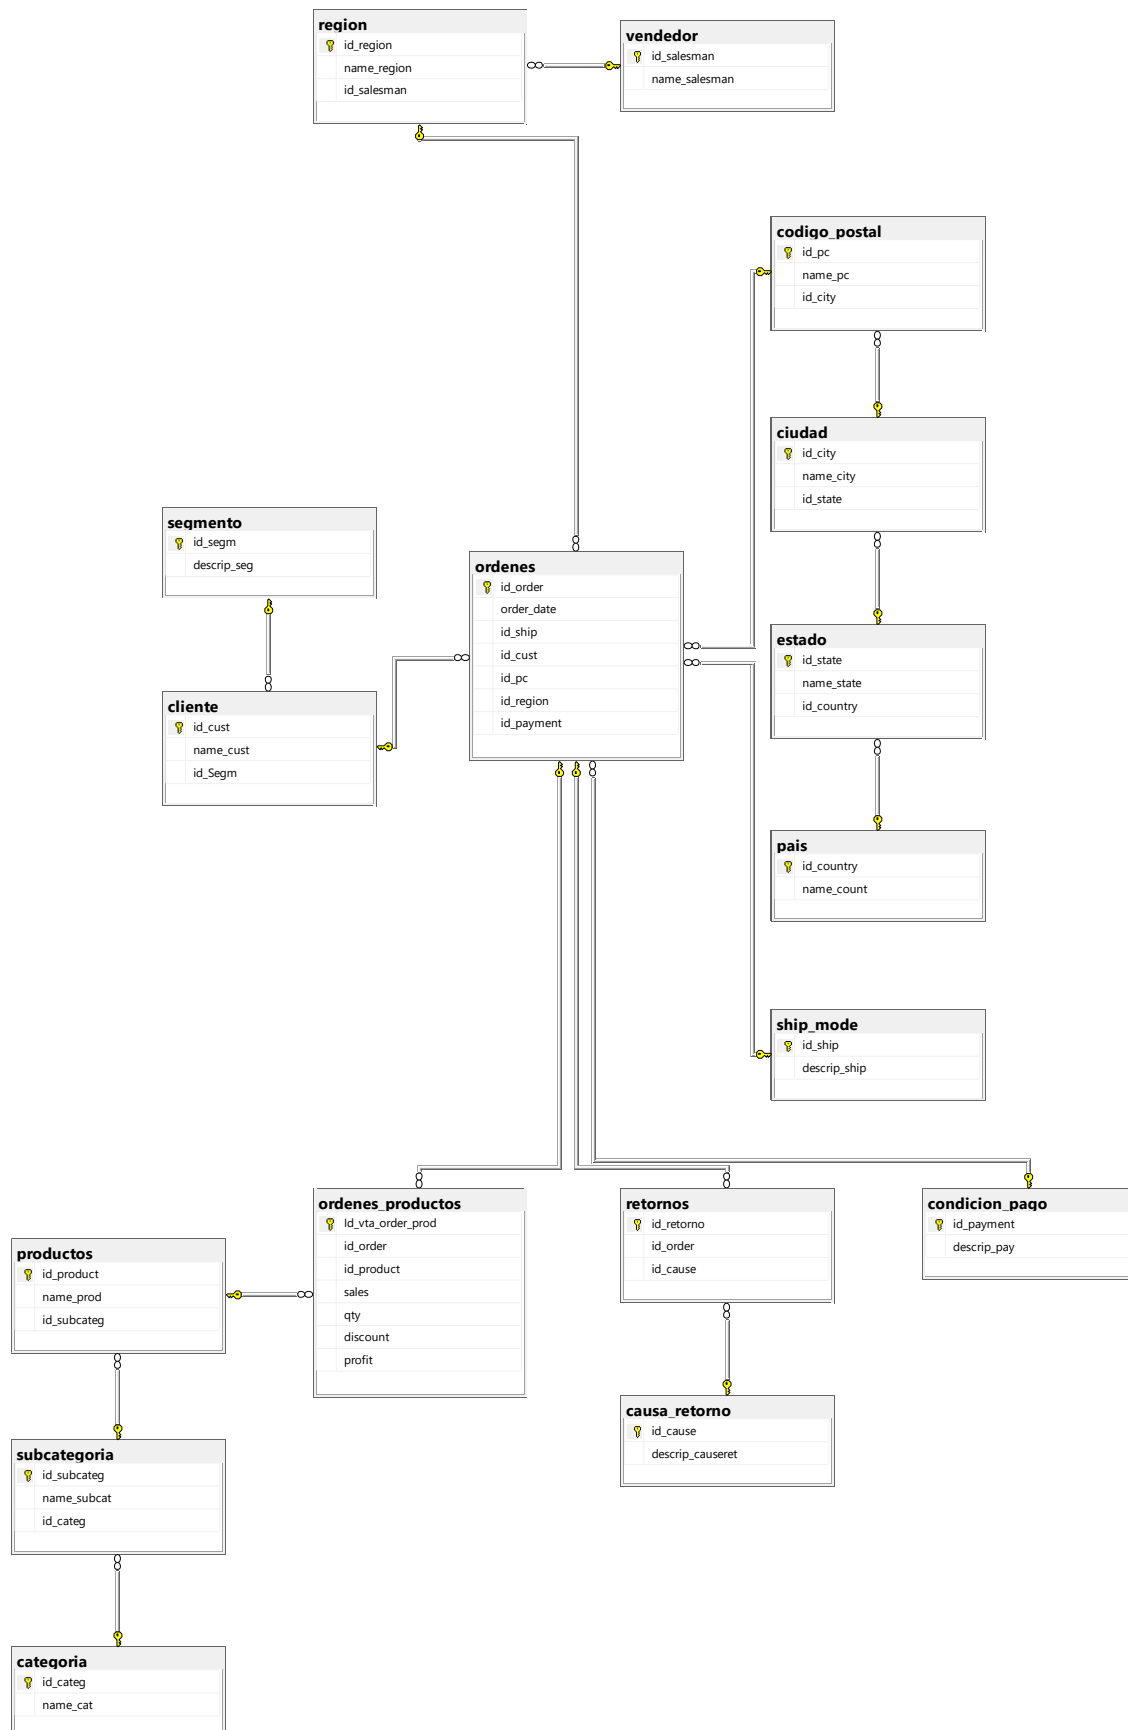 region
id_region
name_region
id_salesman
vendedor
id_salesman
name_salesman
codigo_postal
id_pc
name_pc
id_city
ciudad
id_city
name_city
id_state
segmento
id_segm
descrip_seg
ordenes
id_order
order_date
id_ship
id_cust
id_pc
id_region
id_payment
estado
id_state
name_state
id_country
cliente
id_cust
name_cust
id_Segm
pais
id_country
name_count
ship_mode
id_ship
descrip_ship
ordenes_productos
Id_vta_order_prod
id_order
id_product
sales
qty
discount
profit
retornos
id_retorno
id_order
id_cause
condicion_pago
id_payment
descrip_pay
productos
id_product
name_prod
id_subcateg
causa_retorno
id_cause
descrip_causeret
subcategoria
id_subcateg
name_subcat
id_categ
categoria
id_categ
name_cat